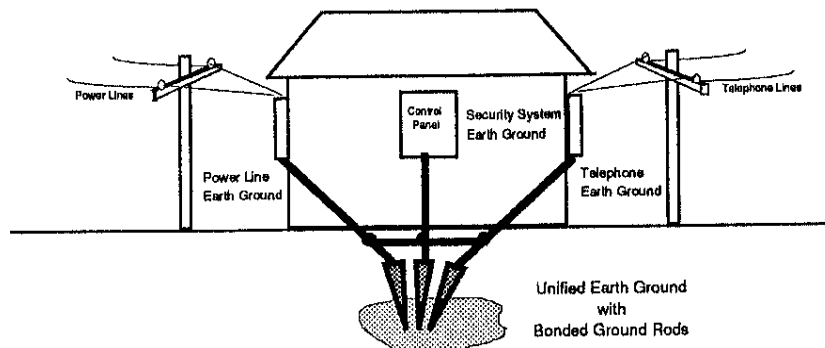 Power Lines
Telephone Lines
Control
Panel
Security System
Earth Ground
Power Line
Earth Ground
Telephone
Earth Ground
Unified Earth Ground
with
Bonded Ground Rods